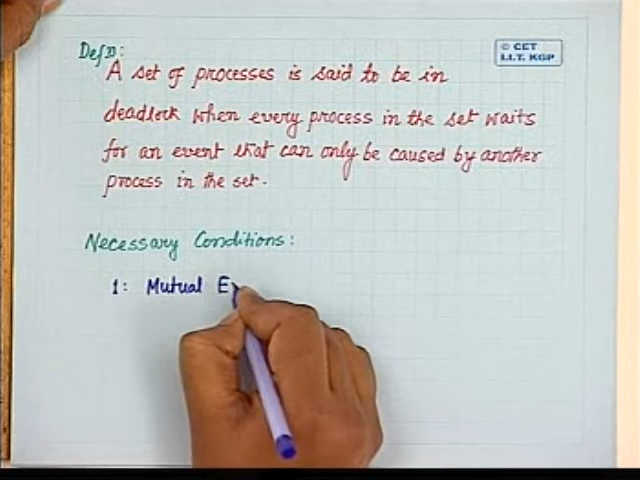 Defn:
© CET
I.I.T. KGP
A set of processes is said to be in
deadlock when every process in the set waits
for an event that can only be caused by another
process in the set.
Necessary Conditions:
1: Mutual Ex